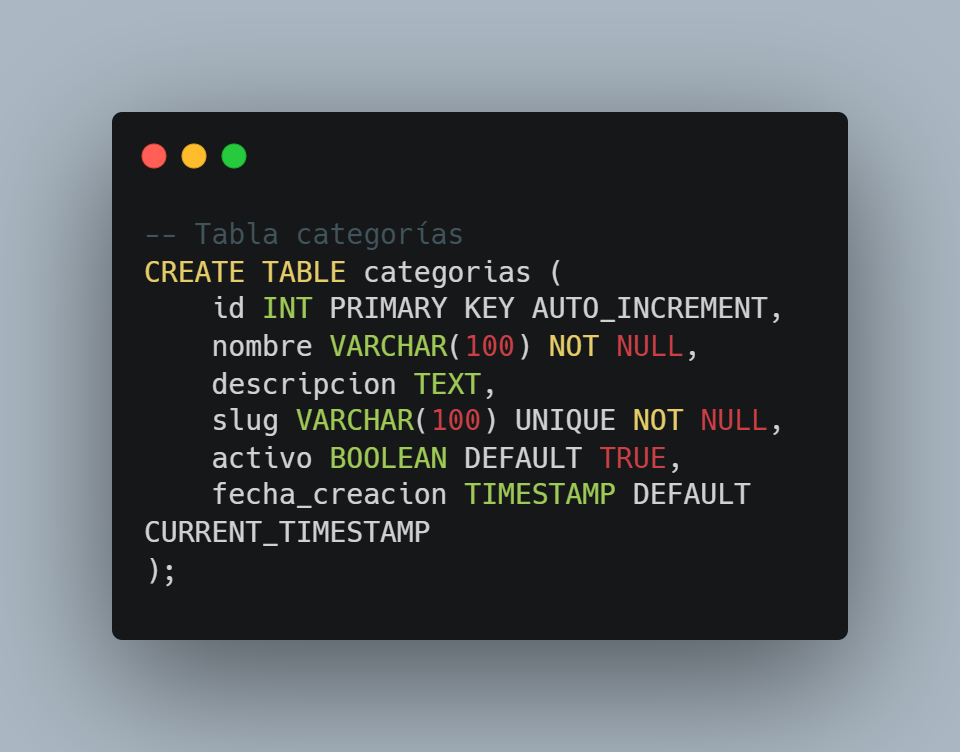 -- Tabla categorías
CREATE TABLE categorias (
    id INT PRIMARY KEY AUTO_INCREMENT,
    nombre VARCHAR(100) NOT NULL,
    descripcion TEXT,
    slug VARCHAR(100) UNIQUE NOT NULL,
    activo BOOLEAN DEFAULT TRUE,
    fecha_creacion TIMESTAMP DEFAULT
CURRENT_TIMESTAMP
);